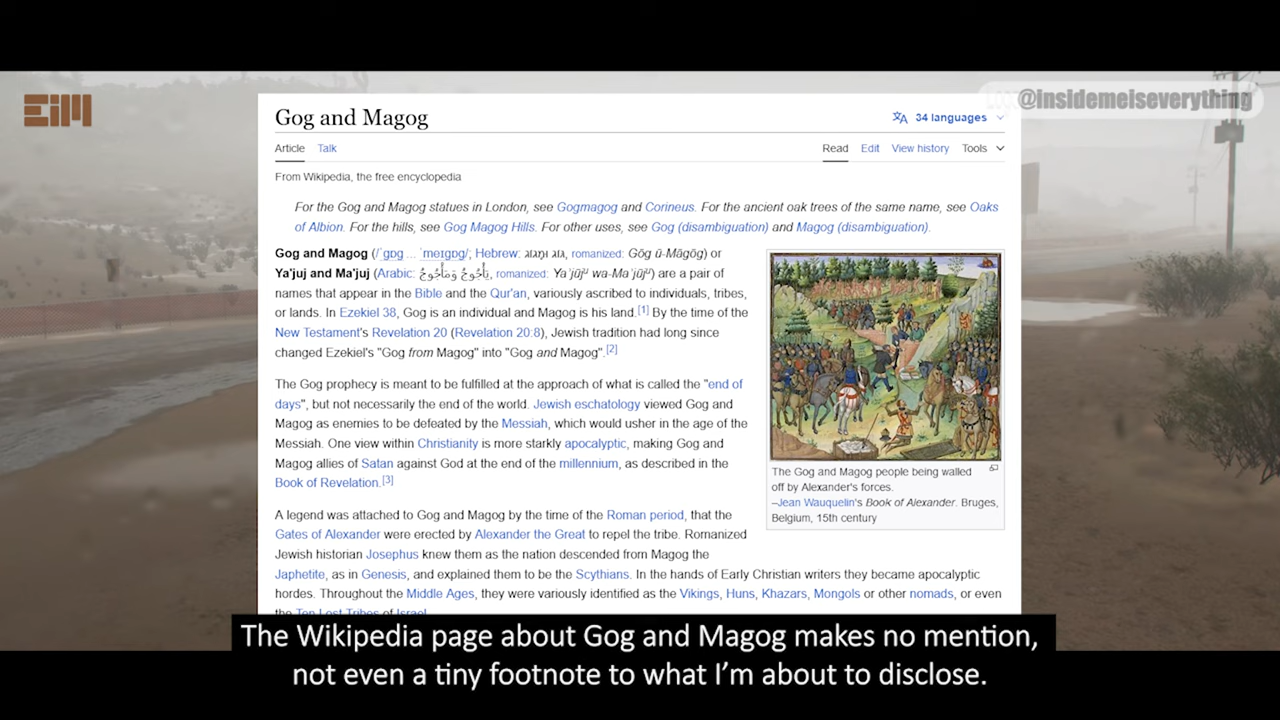 EIM
@insidemeiseverything
Gog and Magog
34 languages
Article Talk
Read Edit View history Tools
From Wikipedia, the free encyclopedia
For the Gog and Magog statues in London, see Gogmagog and Corineus. For the ancient oak trees of the same name, see Oaks
of Albion. For the hills, see Gog Magog Hills. For other uses, see Gog (disambiguation) and Magog (disambiguation).
Gog and Magog (/ˈɡɒɡ ... ˈmeɪɡɒɡ/; Hebrew: גּוֹג וּמָגוֹג, romanized: Gōg ū-Māgōg) or
Ya'juj and Ma'juj (Arabic: يَأْجُوجُ وَمَأْجُوجُ, romanized: Yaʾjūjᵘ wa-Maʾjūjᵘ) are a pair of
names that appear in the Bible and the Qur'an, variously ascribed to individuals, tribes,
or lands. In Ezekiel 38, Gog is an individual and Magog is his land.[1] By the time of the
New Testament's Revelation 20 (Revelation 20:8), Jewish tradition had long since
changed Ezekiel's "Gog from Magog" into "Gog and Magog".[2]
The Gog prophecy is meant to be fulfilled at the approach of what is called the "end of
days", but not necessarily the end of the world. Jewish eschatology viewed Gog and
Magog as enemies to be defeated by the Messiah, which would usher in the age of the
Messiah. One view within Christianity is more starkly apocalyptic, making Gog and
Magog allies of Satan against God at the end of the millennium, as described in the
Book of Revelation.[3]
The Gog and Magog people being walled
off by Alexander's forces.
–Jean Wauquelin's Book of Alexander. Bruges,
Belgium, 15th century
A legend was attached to Gog and Magog by the time of the Roman period, that the
Gates of Alexander were erected by Alexander the Great to repel the tribe. Romanized
Jewish historian Josephus knew them as the nation descended from Magog the
Japhetite, as in Genesis, and explained them to be the Scythians. In the hands of Early Christian writers they became apocalyptic
hordes. Throughout the Middle Ages, they were variously identified as the Vikings, Huns, Khazars, Mongols or other nomads, or even
the Ten Lost Tribes of Israel.
The Wikipedia page about Gog and Magog makes no mention,
not even a tiny footnote to what I'm about to disclose.